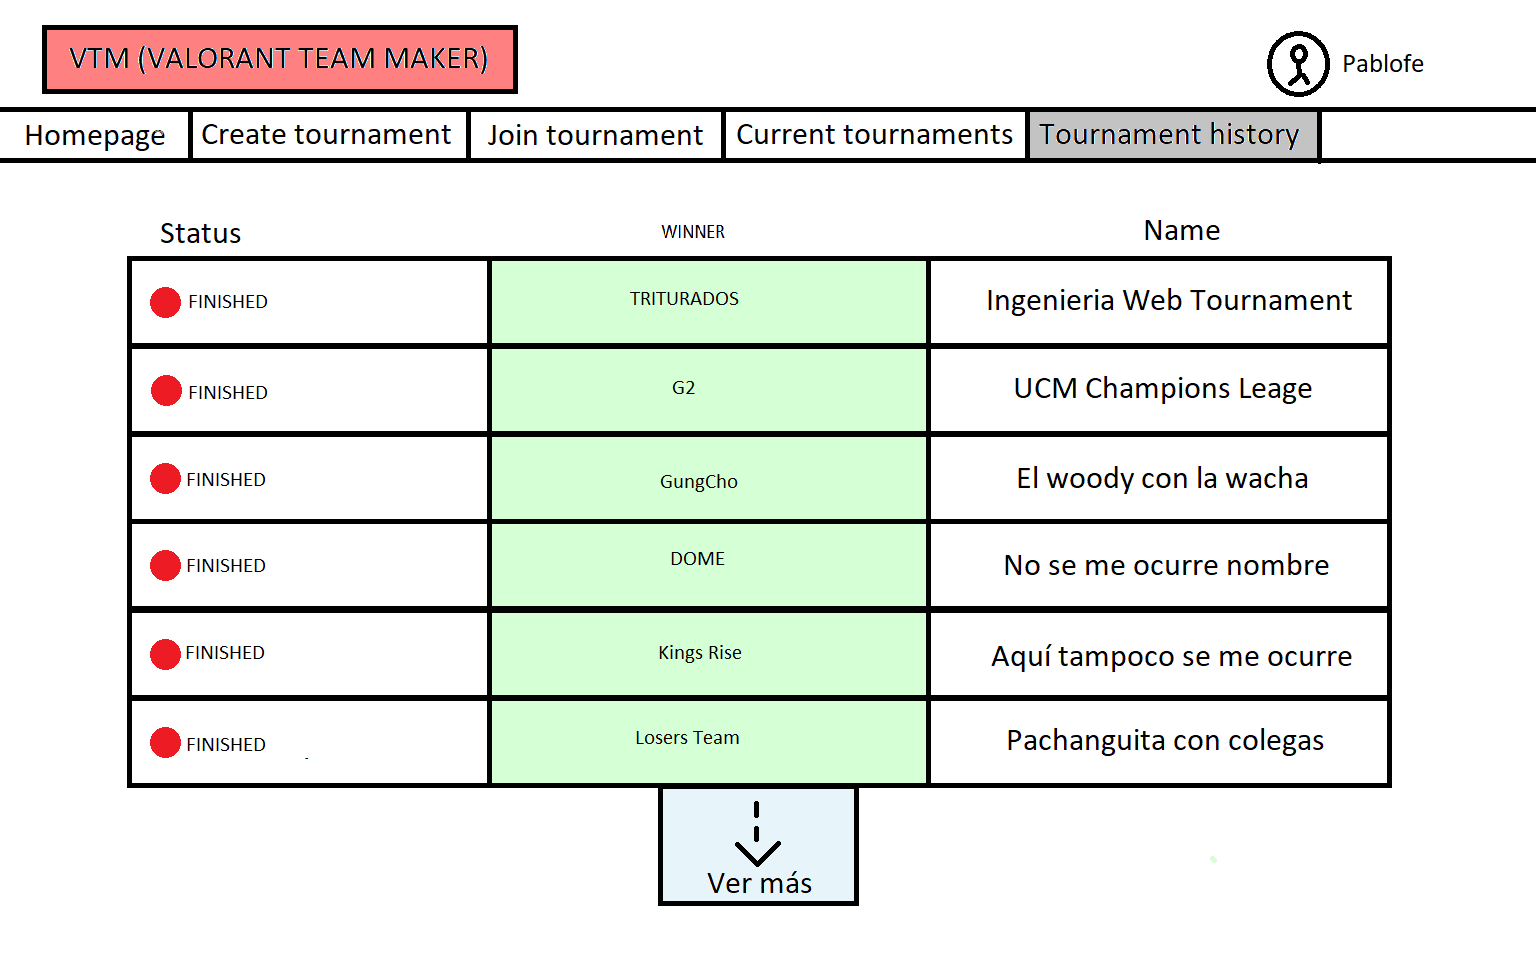 VTM (VALORANT TEAM MAKER)
Pablofe
Homepage
Create tournament
Join tournament
Current tournaments
Tournament history
Status
WINNER
Name
FINISHED
TRITURADOS
Ingenieria Web Tournament
FINISHED
G2
UCM Champions Leage
FINISHED
GungCho
El woody con la wacha
FINISHED
DOME
No se me ocurre nombre
FINISHED
Kings Rise
Aquí tampoco se me ocurre
FINISHED
Losers Team
Pachanguita con colegas
Ver más